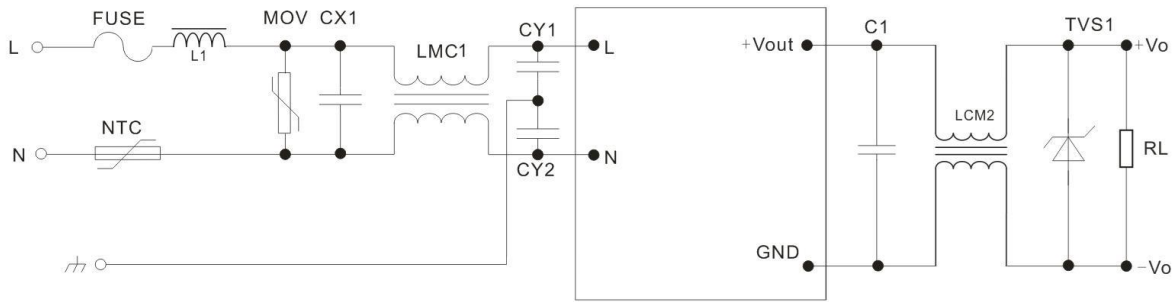 FUSE
MOV
CX1
LMC1
CY1
L
L1
L
+Vout
C1
LCM2
TVS1
+Vo
NTC
N
CY2
N
RL
GND
−Vo